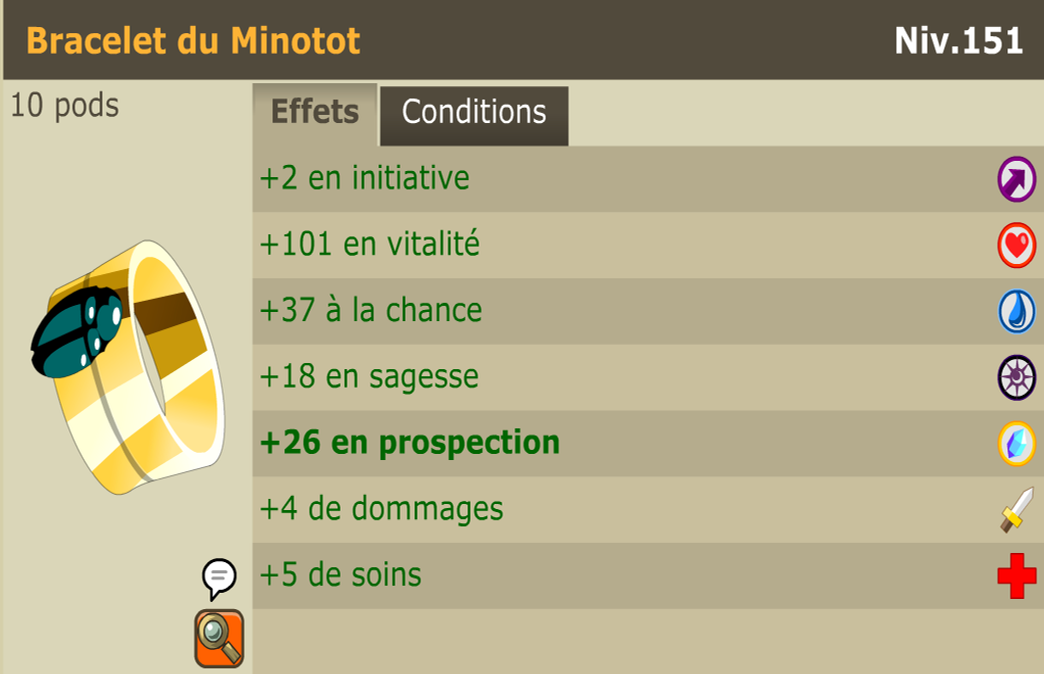 Bracelet du Minotot
Niv.151
10 pods
Effets
Conditions
+2 en initiative
+101 en vitalité
+37 à la chance
+18 en sagesse
+26 en prospection
+4 de dommages
+5 de soins